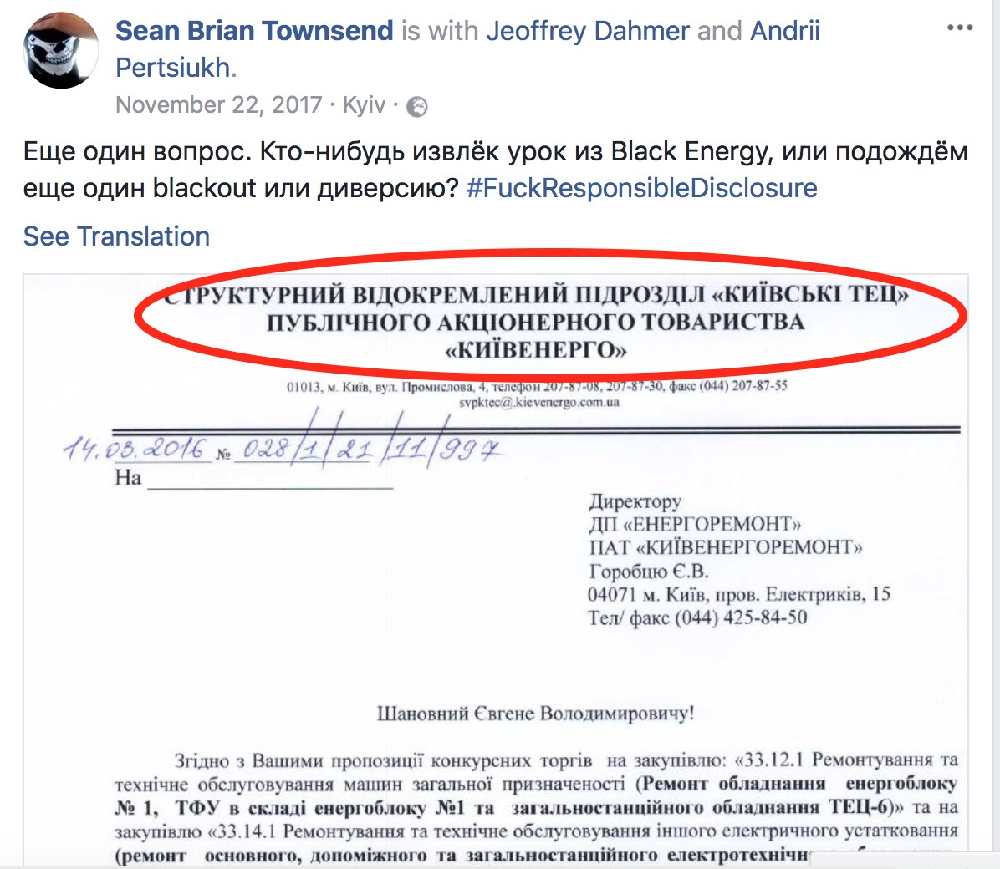 Sean Brian Townsend is with Jeoffrey Dahmer and Andrii
Pertsiukh.
November 22, 2017 · Kyiv ·
Еще один вопрос. Кто-нибудь извлёк урок из Black Energy, или подождём
еще один blackout или диверсию? #FuckResponsibleDisclosure
See Translation
СТРУКТУРНИЙ ВІДОКРЕМЛЕНИЙ ПІДРОЗДІЛ «КИЇВСЬКІ ТЕЦ»
ПУБЛІЧНОГО АКЦІОНЕРНОГО ТОВАРИСТВА
«КИЇВЕНЕРГО»
01013, м. Київ, вул. Промислова, 4, телефон 207-87-08, 207-87-30, факс (044) 207-87-55
svpktec@.kievenergo.com.ua
14.03.2016 № 028/1/21/11/997
На
Директору
ДП «ЕНЕРГОРЕМОНТ»
ПАТ «КИЇВЕНЕРГОРЕМОНТ»
Горобцю Є.В.
04071 м. Київ, пров. Електриків, 15
Тел/ факс (044) 425-84-50
Шановний Євгене Володимировичу!
Згідно з Вашими пропозиції конкурсних торгів на закупівлю: «33.12.1 Ремонтування та
технічне обслуговування машин загальної призначеності (Ремонт обладнання енергоблоку
№ 1, ТФУ в складі енергоблоку №1 та загальностанційного обладнання ТЕЦ-6)» та на
закупівлю «33.14.1 Ремонтування та технічне обслуговування іншого електричного устатковання
(ремонт основного, допоміжного та загальностанційного